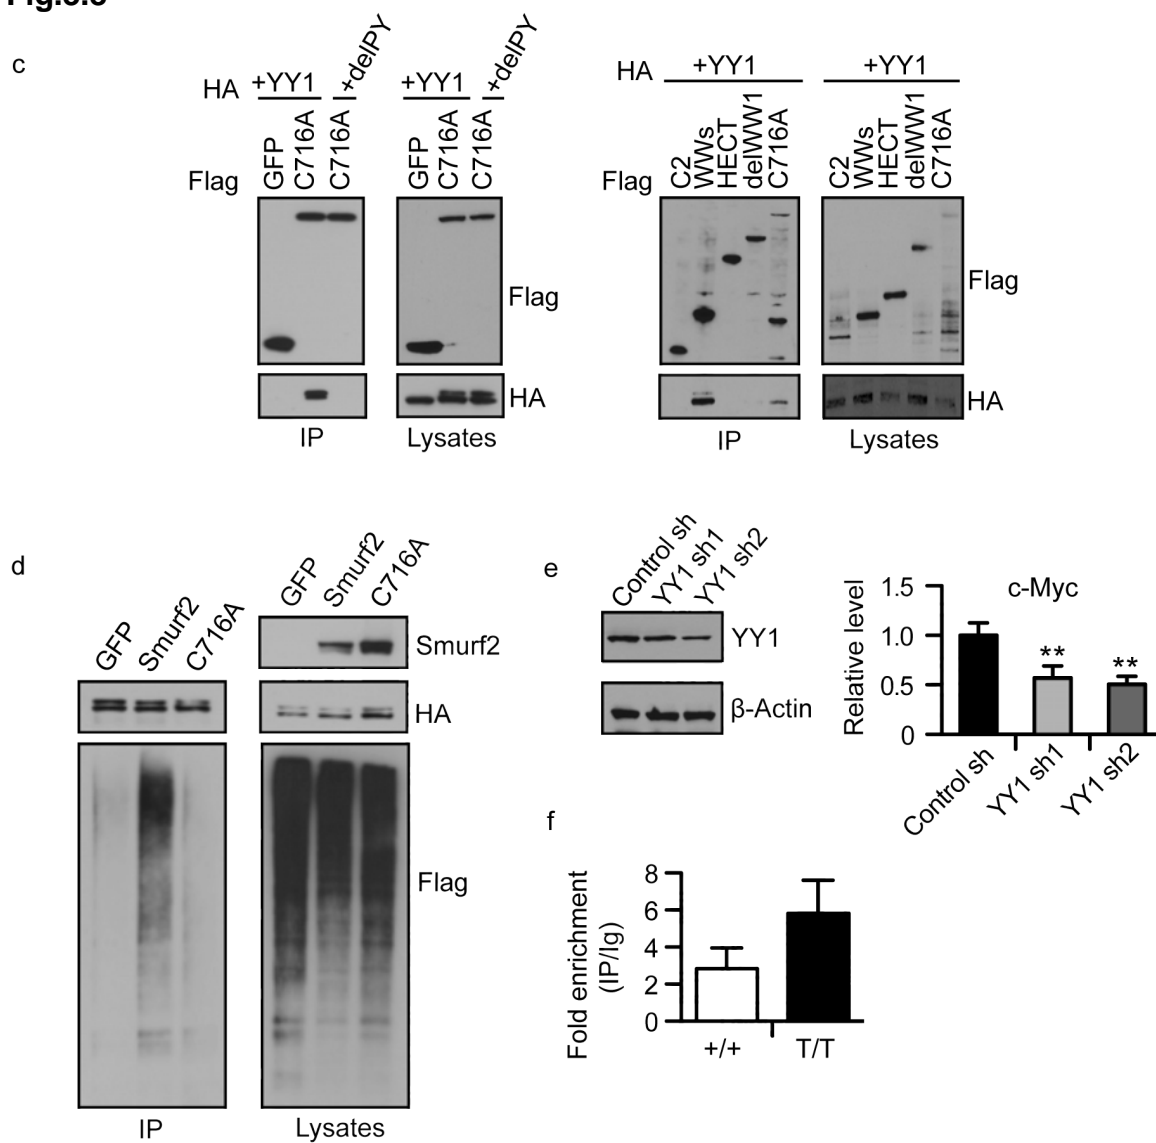 c
HA +YY1 +delPY +YY1 +delPY
Flag GFP C716A C716A GFP C716A C716A
Flag
HA
IP Lysates
HA +YY1 +YY1
Flag C2 WWs HECT delWW1 C716A C2 WWs HECT delWW1 C716A
Flag
HA
IP Lysates
d
GFP Smurf2 C716A
GFP Smurf2 C716A
Smurf2
HA
Flag
IP Lysates
e
Control sh YY1 sh1 YY1 sh2
YY1
β-Actin
c-Myc
Relative level
1.5
1.0
0.5
0
** **
Control sh YY1 sh1 YY1 sh2
f
Fold enrichment
(IP/Ig)
8
6
4
2
0
+/+ T/T